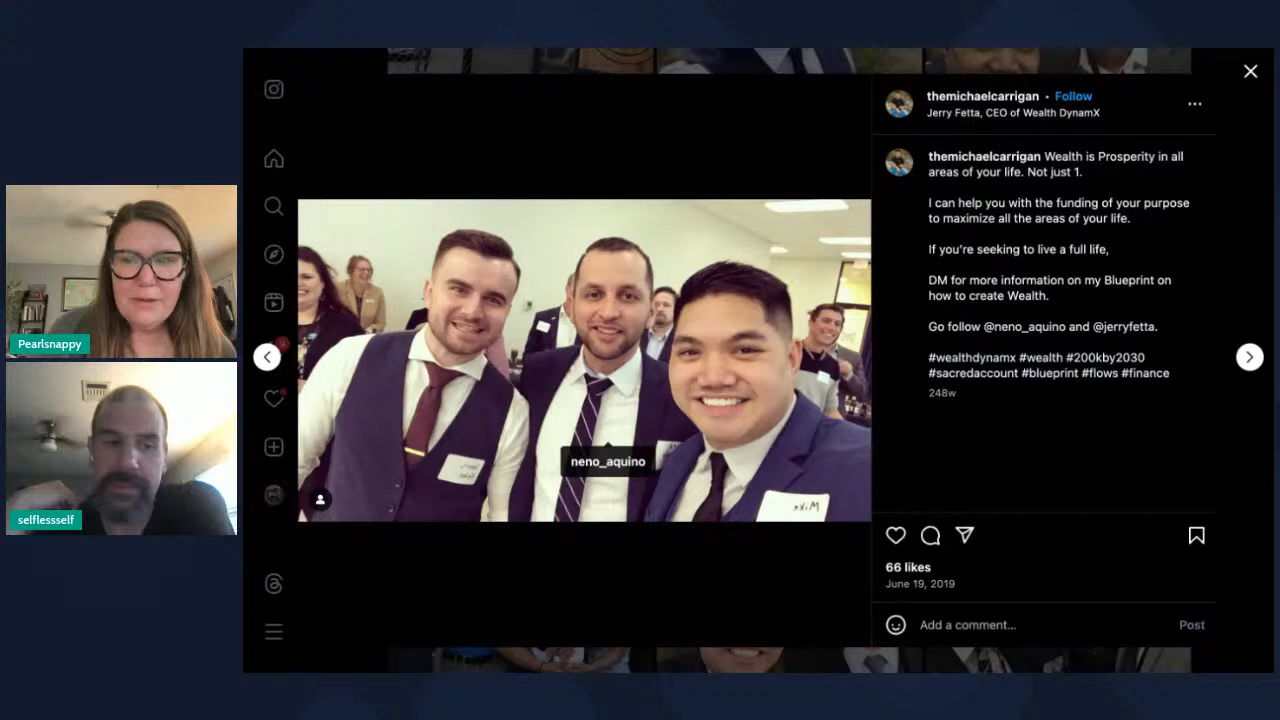 Pearlsnappy
selflessself
neno_aquino
themichaelcarrigan • Follow
Jerry Fetta, CEO of Wealth DynamX
themichaelcarrigan Wealth is Prosperity in all
areas of your life. Not just 1.
I can help you with the funding of your purpose
to maximize all the areas of your life.
If you're seeking to live a full life,
DM for more information on my Blueprint on
how to create Wealth.
Go follow @neno_aquino and @jerryfetta.
#wealthdynamx #wealth #200kby2030
#sacredaccount #blueprint #flows #finance
248w
66 likes
June 19, 2019
Add a comment...
Post